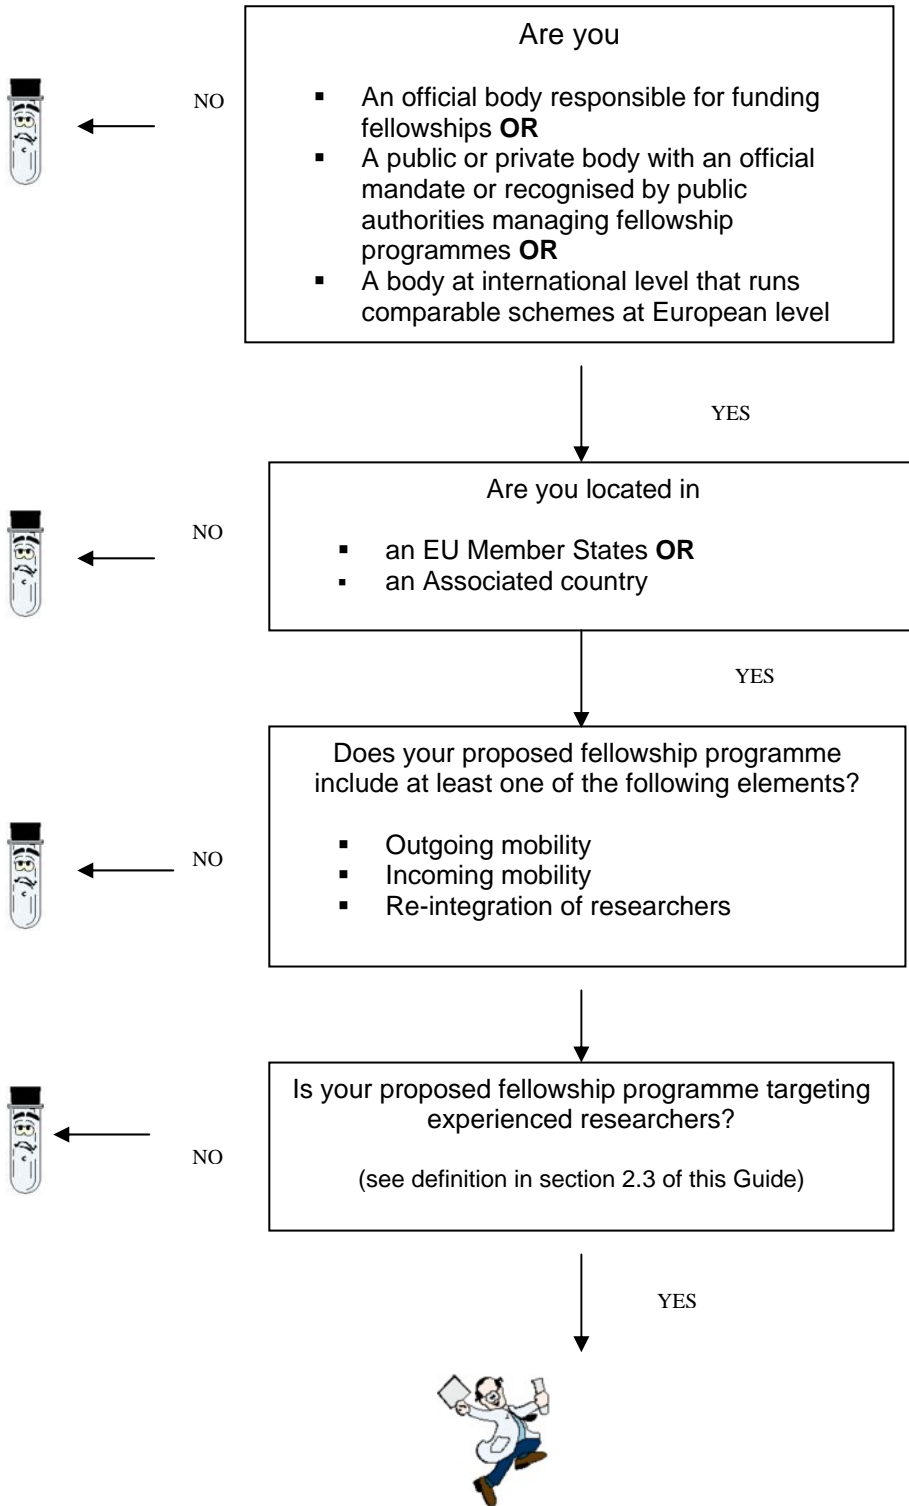 Are you
▪ An official body responsible for funding
fellowships OR
▪ A public or private body with an official
mandate or recognised by public
authorities managing fellowship
programmes OR
▪ A body at international level that runs
comparable schemes at European level
NO
YES
Are you located in
▪ an EU Member States OR
▪ an Associated country
NO
YES
Does your proposed fellowship programme
include at least one of the following elements?
▪ Outgoing mobility
▪ Incoming mobility
▪ Re-integration of researchers
NO
Is your proposed fellowship programme targeting
experienced researchers?
(see definition in section 2.3 of this Guide)
NO
YES